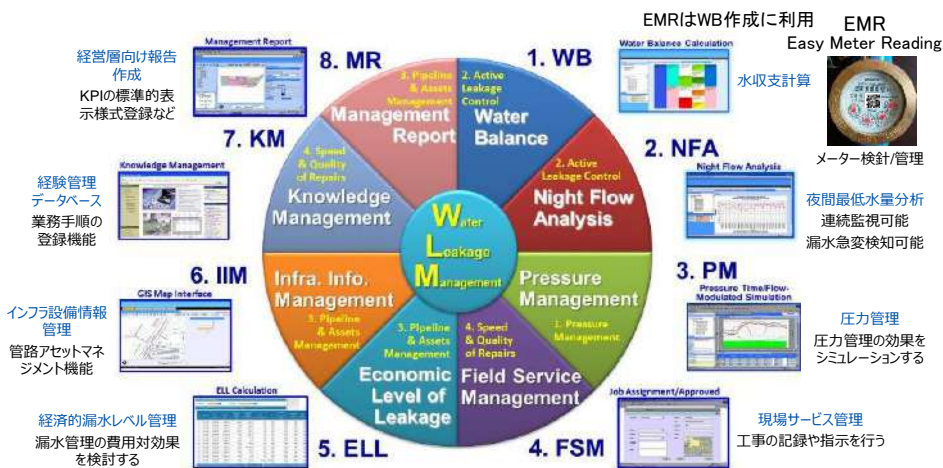 EMRはWB作成に利用
EMR
Easy Meter Reading
メーター検針/管理
1. WB
Water Balance Calculation
水収支計算
2. NFA
Night Flow Analysis
夜間最低水量分析
連続監視可能
漏水急変検知可能
3. PM
Pressure Time/Flow-
Modulated Simulation
圧力管理
圧力管理の効果を
シミュレーションする
4. FSM
Job Assignment/Approved
現場サービス管理
工事の記録や指示を行う
5. ELL
ELL Calculation
経済的漏水レベル管理
漏水管理の費用対効果
を検討する
6. IIM
GIS Map Interface
インフラ設備情報
管理
管路アセットマネ
ジメント機能
7. KM
Knowledge Management
経験管理
データベース
業務手順の
登録機能
8. MR
Management Report
経営層向け報告
作成
KPIの標準的表
示様式登録など
2. Active
Leakage
Control
Water
Balance
2. Active
Leakage Control
Night Flow
Analysis
Pressure
Management
1. Pressure
Management
4. Speed
& Quality
of Repairs
Field Service
Management
3. Pipeline
& Assets
Management
Economic
Level of
Leakage
Infra. Info.
Management
3. Pipeline
& Assets
Management
4. Speed
& Quality
of Repairs
Knowledge
Management
3. Pipeline
& Assets
Management
Management
Report
Water
Leakage
Management